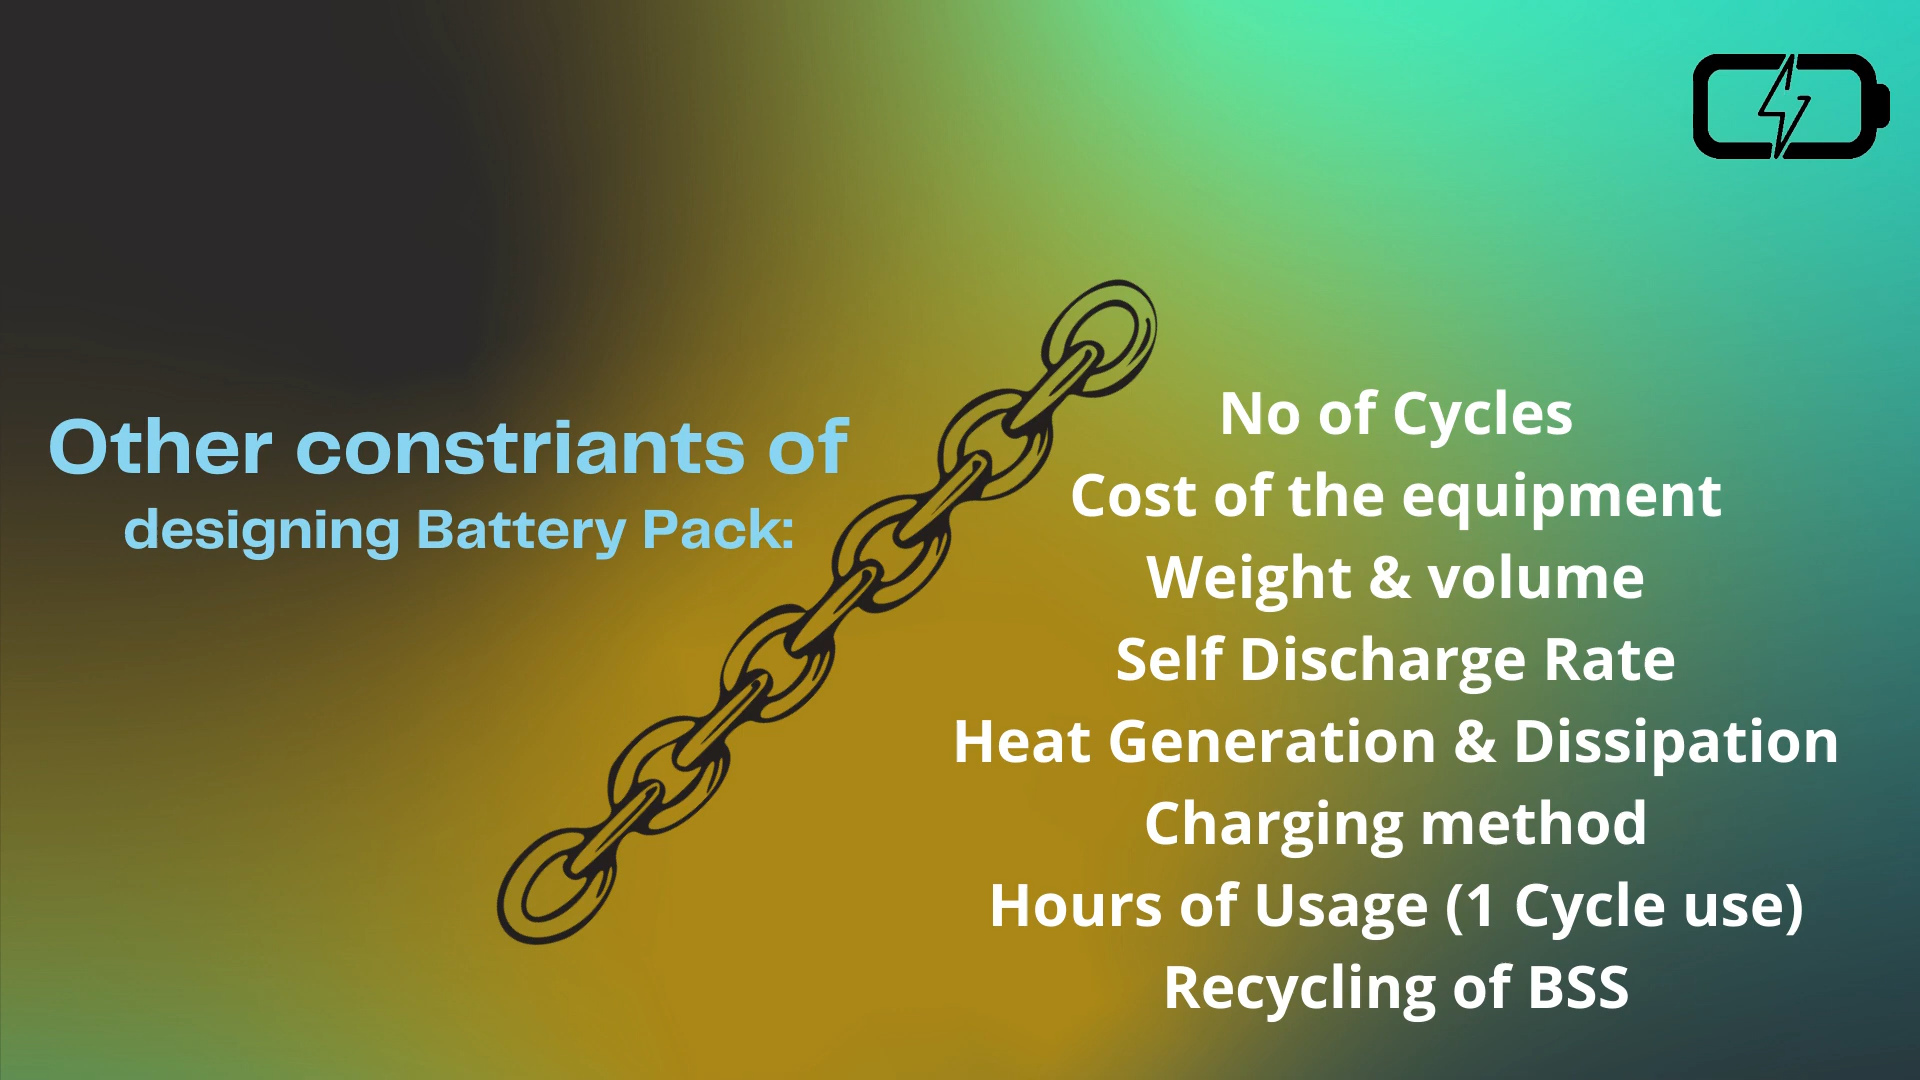 Other constriants of
designing Battery Pack:
No of Cycles
Cost of the equipment
Weight & volume
Self Discharge Rate
Heat Generation & Dissipation
Charging method
Hours of Usage (1 Cycle use)
Recycling of BSS